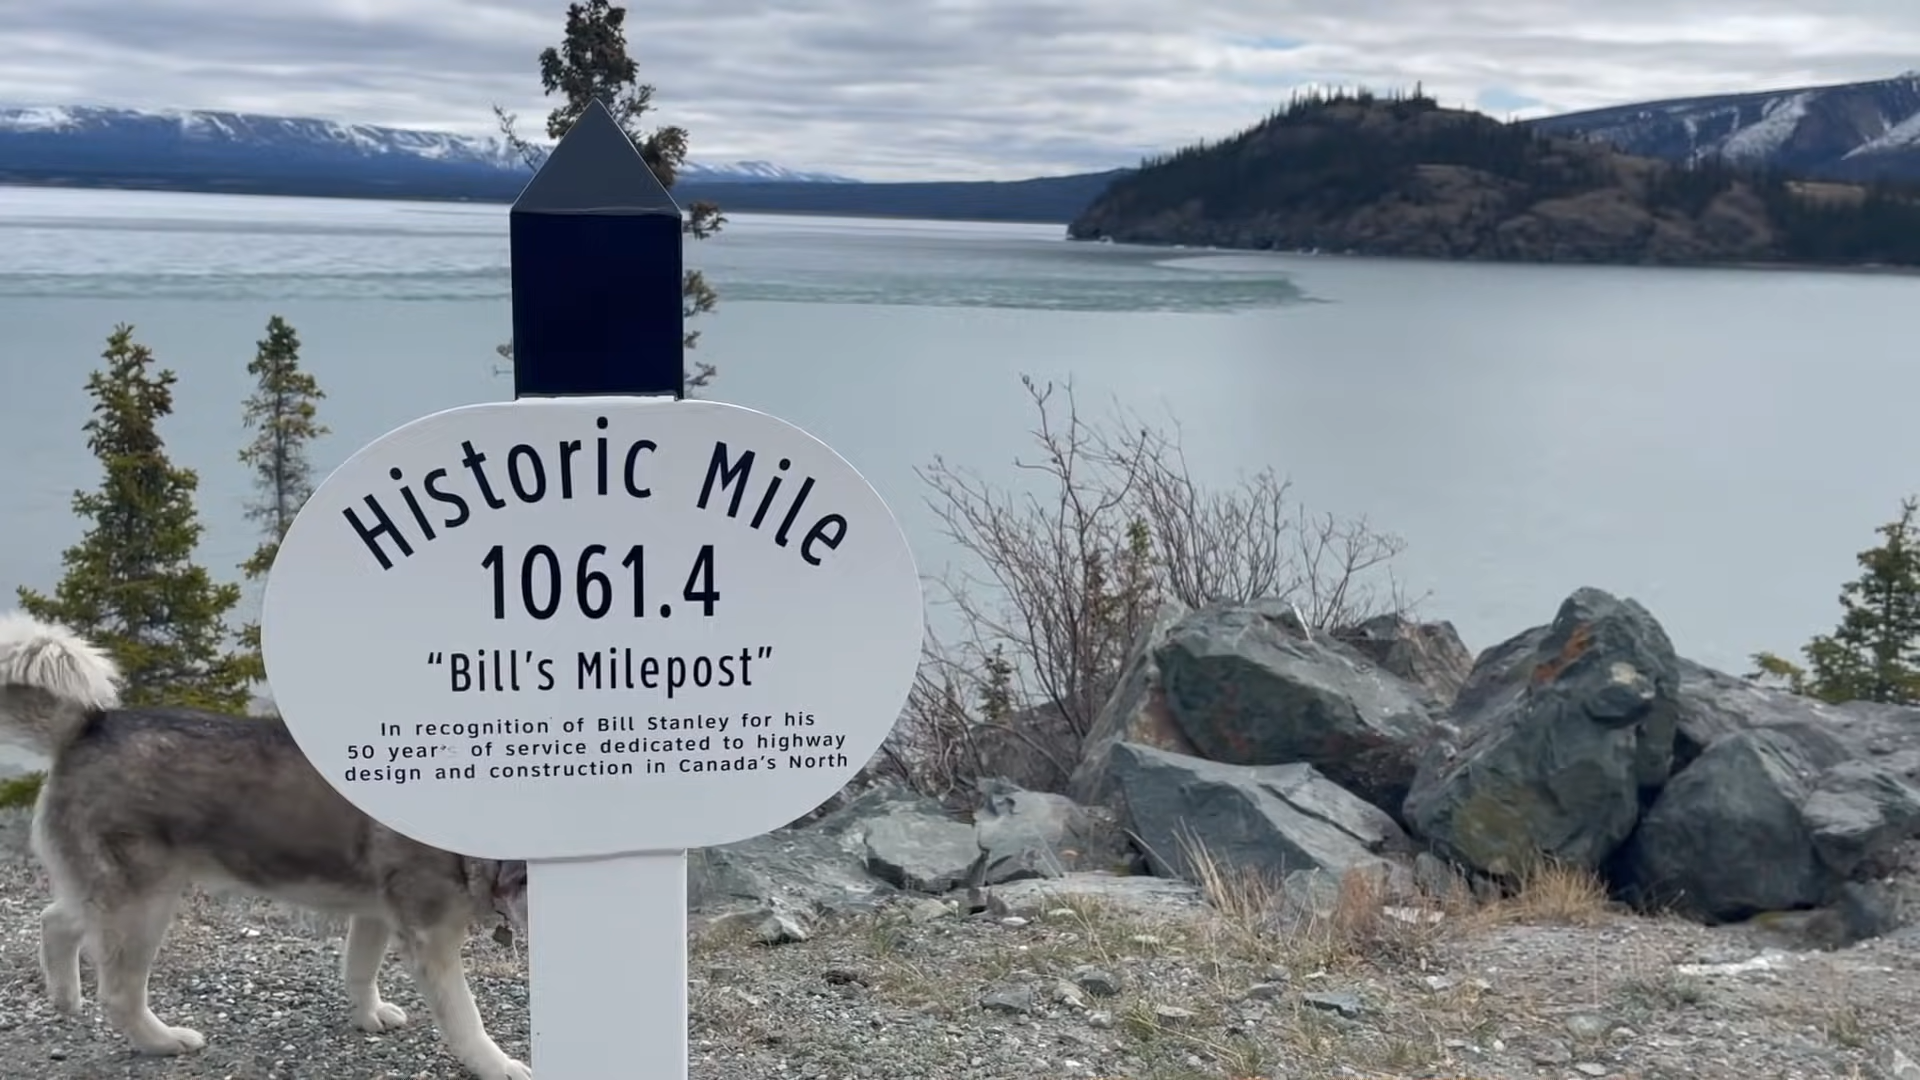 Historic Mile
1061.4
“Bill’s Milepost”
In recognition of Bill Stanley for his
50 years of service dedicated to highway
design and construction in Canada’s North